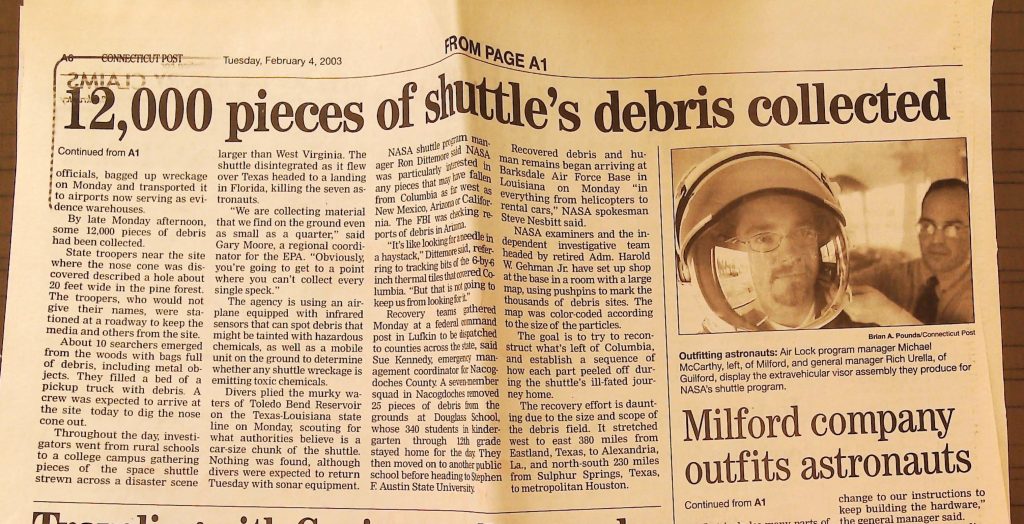 A6 CONNECTICUT POST Tuesday, February 4, 2003
FROM PAGE A1
12,000 pieces of shuttle's debris collected
Continued from A1
officials, bagged up wreckage
on Monday and transported it
to airports now serving as evi-
dence warehouses.
By late Monday afternoon,
some 12,000 pieces of debris
had been collected.
State troopers near the site
where the nose cone was dis-
covered described a hole about
20 feet wide in the pine forest.
The troopers, who would not
give their names, were sta-
tioned at a roadway to keep the
media and others from the site.
About 10 searchers emerged
from the woods with bags full
of debris, including metal ob-
jects. They filled a bed of a
pickup truck with debris. A
crew was expected to arrive at
the site today to dig the nose
cone out.
Throughout the day, investi-
gators went from rural schools
to a college campus gathering
pieces of the space shuttle
strewn across a disaster scene
larger than West Virginia. The
shuttle disintegrated as it flew
over Texas headed to a landing
in Florida, killing the seven as-
tronauts.
"We are collecting material
that we find on the ground even
as small as a quarter," said
Gary Moore, a regional coordi-
nator for the EPA. "Obviously,
you're going to get to a point
where you can't collect every
single speck."
The agency is using an air-
plane equipped with infrared
sensors that can spot debris that
might be tainted with hazardous
chemicals, as well as a mobile
unit on the ground to determine
whether any shuttle wreckage is
emitting toxic chemicals.
Divers plied the murky wa-
ters of Toledo Bend Reservoir
on the Texas-Louisiana state
line on Monday, scouting for
what authorities believe is a
car-size chunk of the shuttle.
Nothing was found, although
divers were expected to return
Tuesday with sonar equipment.
NASA shuttle program man-
ager Ron Dittemore said NASA
was particularly interested in
any pieces that may have fallen
from Columbia as far west as
New Mexico, Arizona or Califor-
nia. The FBI was checking re-
ports of debris in Arizona.
"It's like looking for a needle in
a haystack," Dittemore said, refer-
ring to tracking bits of the 6-by-6
inch thermal tiles that covered Co-
lumbia. "But that is not going to
keep us from looking for it."
Recovery teams gathered
Monday at a federal command
post in Lufkin to be dispatched
to counties across the state, said
Sue Kennedy, emergency man-
agement coordinator for Nacog-
doches County. A seven-member
squad in Nacogdoches removed
25 pieces of debris from the
grounds at Douglass School,
whose 340 students in kinder-
garten through 12th grade
stayed home for the day. They
then moved on to another public
school before heading to Stephen
F. Austin State University.
Recovered debris and hu-
man remains began arriving at
Barksdale Air Force Base in
Louisiana on Monday "in
everything from helicopters to
rental cars," NASA spokesman
Steve Nesbitt said.
NASA examiners and the in-
dependent investigative team
headed by retired Adm. Harold
W. Gehman Jr. have set up shop
at the base in a room with a large
map, using pushpins to mark the
thousands of debris sites. The
map was color-coded according
to the size of the particles.
The goal is to try to recon-
struct what's left of Columbia,
and establish a sequence of
how each part peeled off during
the shuttle's ill-fated jour-
ney home.
The recovery effort is daunt-
ing due to the size and scope of
the debris field. It stretched
west to east 380 miles from
Eastland, Texas, to Alexandria,
La., and north-south 230 miles
from Sulphur Springs, Texas,
to metropolitan Houston.
Brian A. Pounds/Connecticut Post
Outfitting astronauts: Air Lock program manager Michael
McCarthy, left, of Milford, and general manager Rich Urella, of
Guilford, display the extravehicular visor assembly they produce for
NASA's shuttle program.
Milford company
outfits astronauts
Continued from A1
change to our instructions to
keep building the hardware,"
the general manager said.